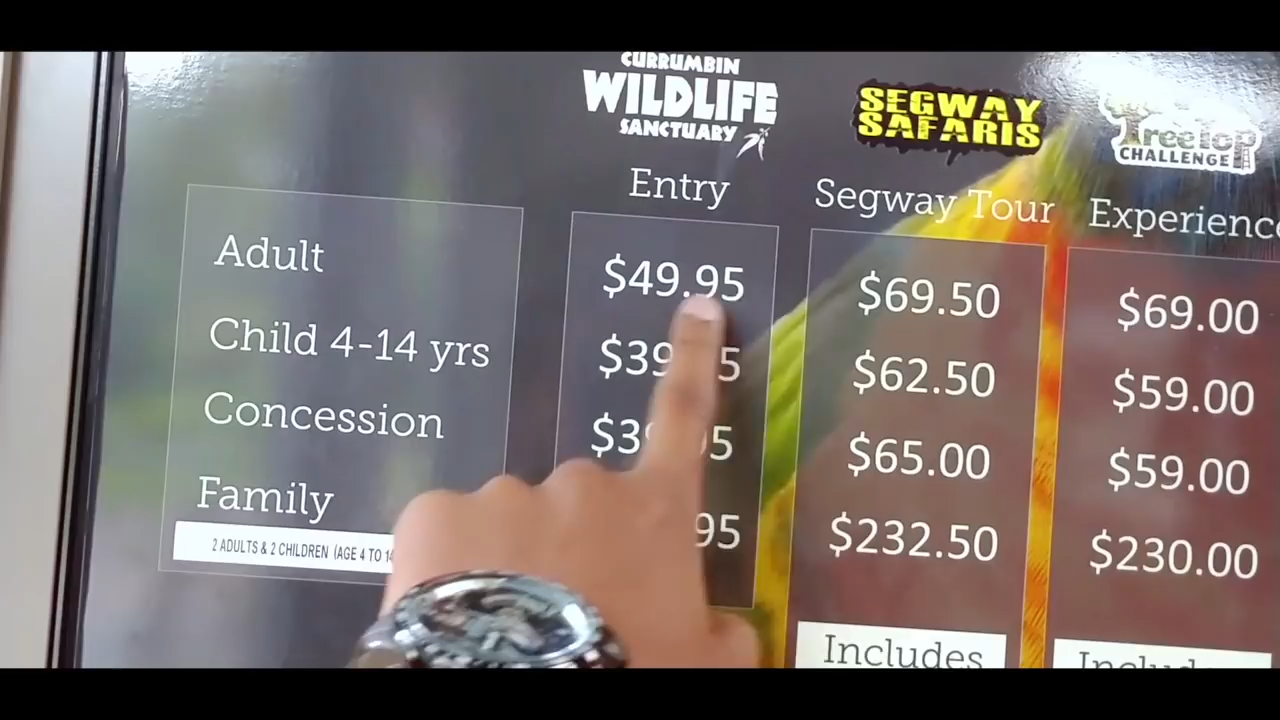 CURRUMBIN
WILDLIFE
SANCTUARY
SEGWAY
SAFARIS
TreeTop
CHALLENGE
Entry
Segway Tour
Experience
Adult
$49.95
$69.50
$69.00
Child 4-14 yrs
$62.50
$59.00
Concession
$65.00
$59.00
Family
$232.50
$230.00
2 ADULTS & 2 CHILDREN (AGE 4 TO
Includes